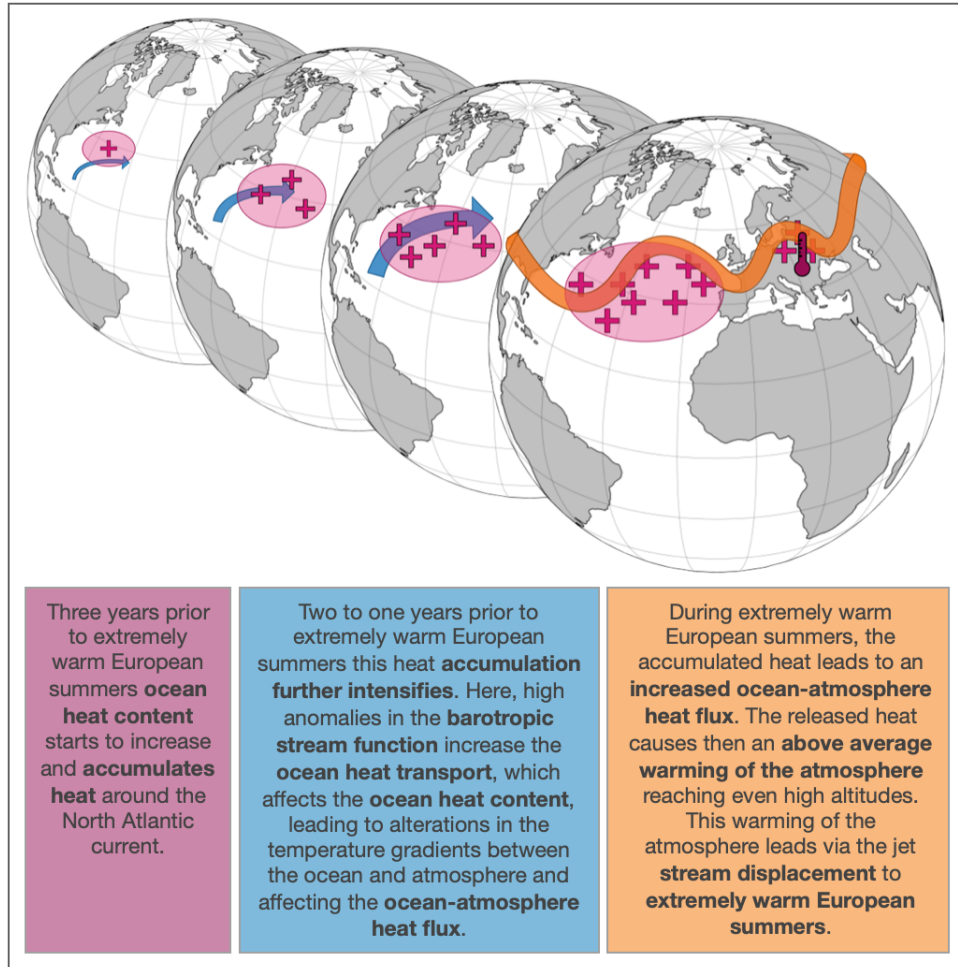 Three years prior
to extremely
warm European
summers ocean
heat content
starts to increase
and accumulates
heat around the
North Atlantic
current.
Two to one years prior to
extremely warm European
summers this heat accumulation
further intensifies. Here, high
anomalies in the barotropic
stream function increase the
ocean heat transport, which
affects the ocean heat content,
leading to alterations in the
temperature gradients between
the ocean and atmosphere and
affecting the ocean-atmosphere
heat flux.
During extremely warm
European summers, the
accumulated heat leads to an
increased ocean-atmosphere
heat flux. The released heat
causes then an above average
warming of the atmosphere
reaching even high altitudes.
This warming of the
atmosphere leads via the jet
stream displacement to
extremely warm European
summers.